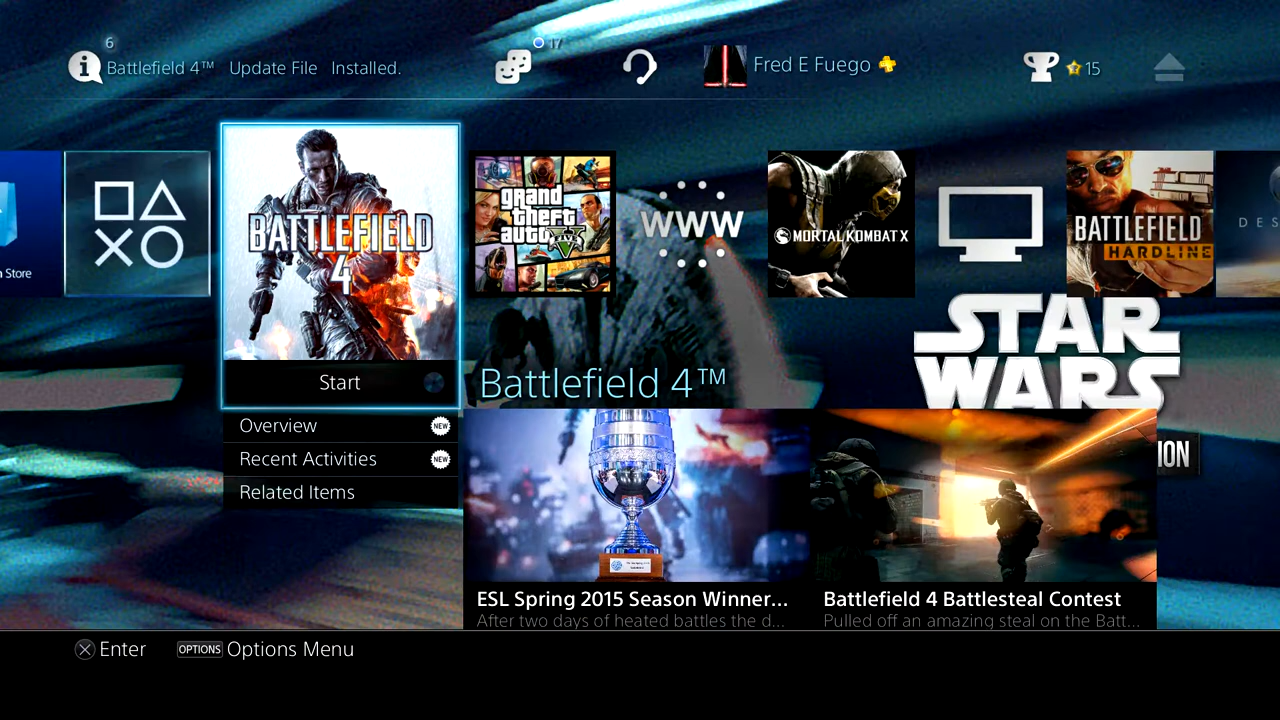 6
Battlefield 4™ Update File Installed.
17
Fred E Fuego
15
Store
BATTLEFIELD
4
grand
theft
auto
V
WWW
MORTAL KOMBAT X
BATTLEFIELD
HARDLINE
DES
STAR
WARS
ION
Start
Battlefield 4™
Overview
NEW
Recent Activities
NEW
Related Items
ESL Spring 2015 Season Winner...
After two days of heated battles the d...
Battlefield 4 Battlesteal Contest
Pulled off an amazing steal on the Batt...
Enter
OPTIONS Options Menu